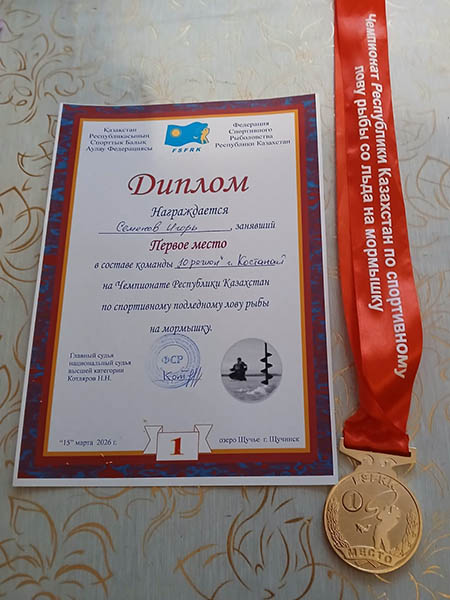 Казакстан
Республикасының
Спорттық Балық
Аулау Федерациясы
FSFRK
Федерация
Спортивного
Рыболовства
Республики Казахстан
Диплом
Награждается
Семенов Игорь, занявший
Первое место
в составе команды "10 регион" г. Костанай
на Чемпионате Республики Казахстан
по спортивному подледному лову рыбы
на мормышку.
Главный судья
национальный судья
высшей категории
Котляров Н.Н.
ФСР
"15" марта 2026 г.
1
озеро Щучье г. Щучинск
Чемпионат Республики Казахстан по спортивному
лову рыбы со льда на мормышку
FSFRK
1
МЕСТО